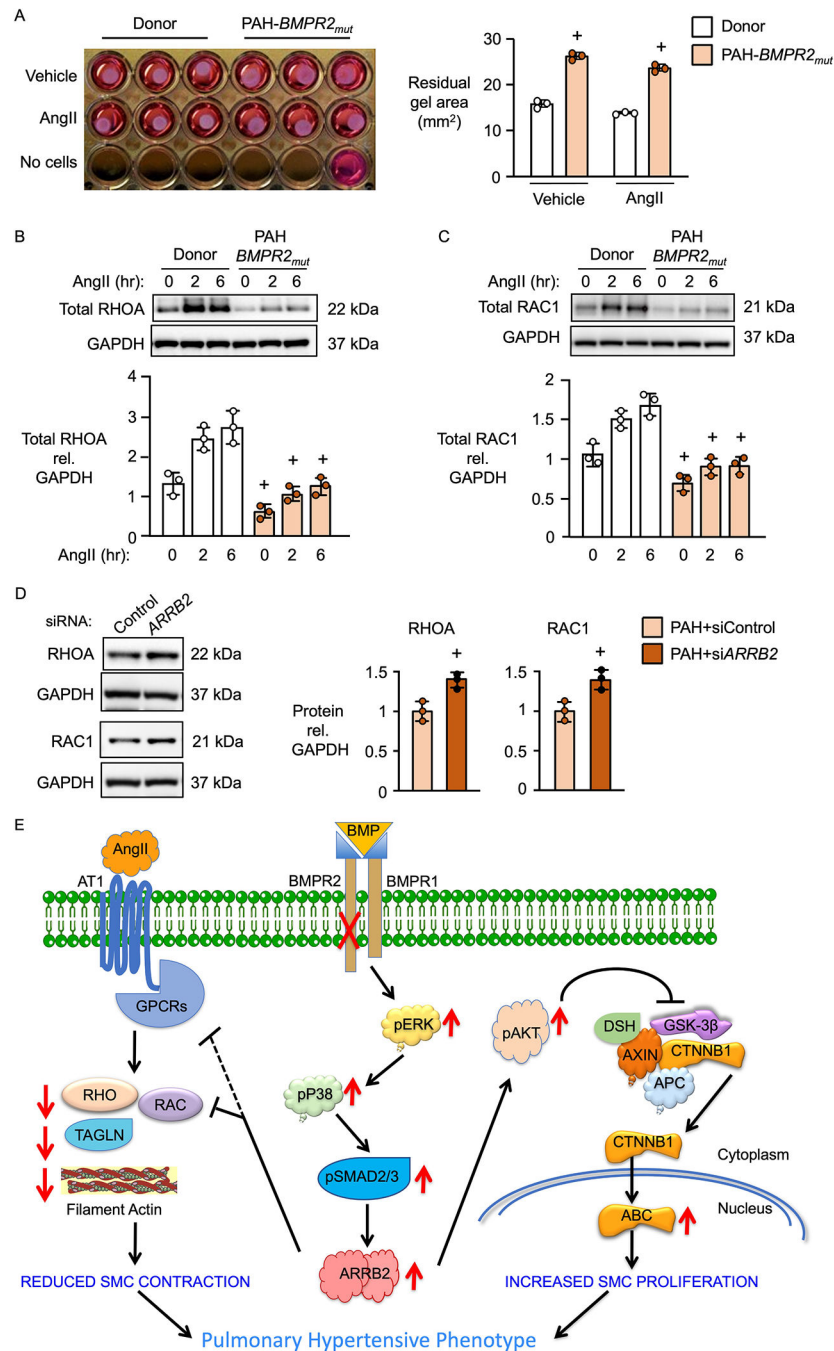 A
Donor
PAH-BMPR2mut
Vehicle
AngII
No cells
Residual
gel area
(mm2)
30
20
10
0
+
+
Vehicle
AngII
Donor
PAH-BMPR2mut
B
Donor
PAH
BMPR2mut
AngII (hr):
0 2 6 0 2 6
Total RHOA
22 kDa
GAPDH
37 kDa
Total RHOA
rel.
GAPDH
4
3
2
1
0
+ + +
AngII (hr):
0 2 6 0 2 6
C
Donor
PAH
BMPR2mut
AngII (hr):
0 2 6 0 2 6
Total RAC1
21 kDa
GAPDH
37 kDa
Total RAC1
rel.
GAPDH
2
1.5
1
0.5
0
+ + +
AngII (hr):
0 2 6 0 2 6
D
siRNA:
Control
ARRB2
RHOA
22 kDa
GAPDH
37 kDa
RAC1
21 kDa
GAPDH
37 kDa
Protein
rel.
GAPDH
RHOA
1.5
1
0.5
0
+
RAC1
1.5
1
0.5
0
+
PAH+siControl
PAH+siARRB2
E
AngII
AT1
GPCRs
BMP
BMPR2
BMPR1
RHO
RAC
TAGLN
Filament Actin
REDUCED SMC CONTRACTION
pERK
pP38
pSMAD2/3
ARRB2
pAKT
DSH
GSK-3β
AXIN
CTNNB1
APC
CTNNB1
Cytoplasm
Nucleus
ABC
INCREASED SMC PROLIFERATION
Pulmonary Hypertensive Phenotype